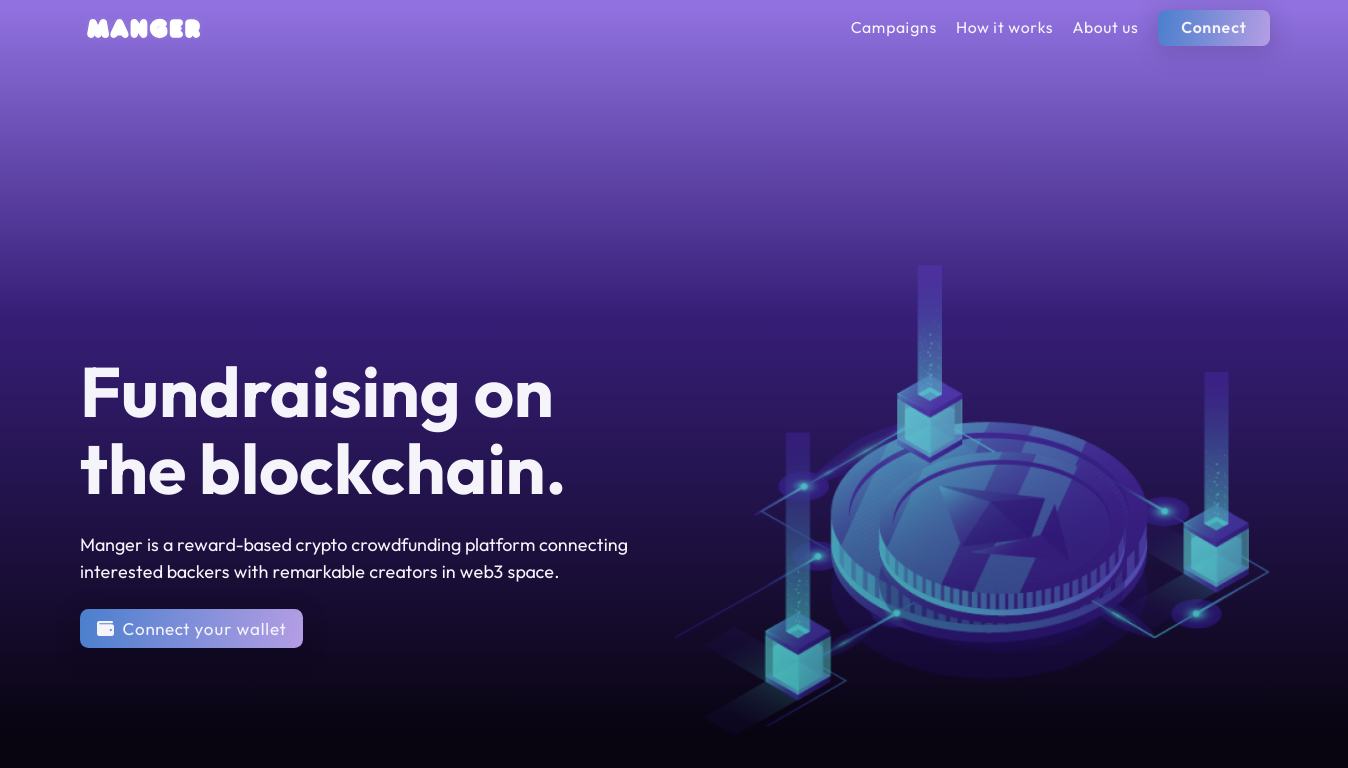 MANGER
Campaigns
How it works
About us
Connect
Fundraising on
the blockchain.
Manger is a reward-based crypto crowdfunding platform connecting
interested backers with remarkable creators in web3 space.
Connect your wallet